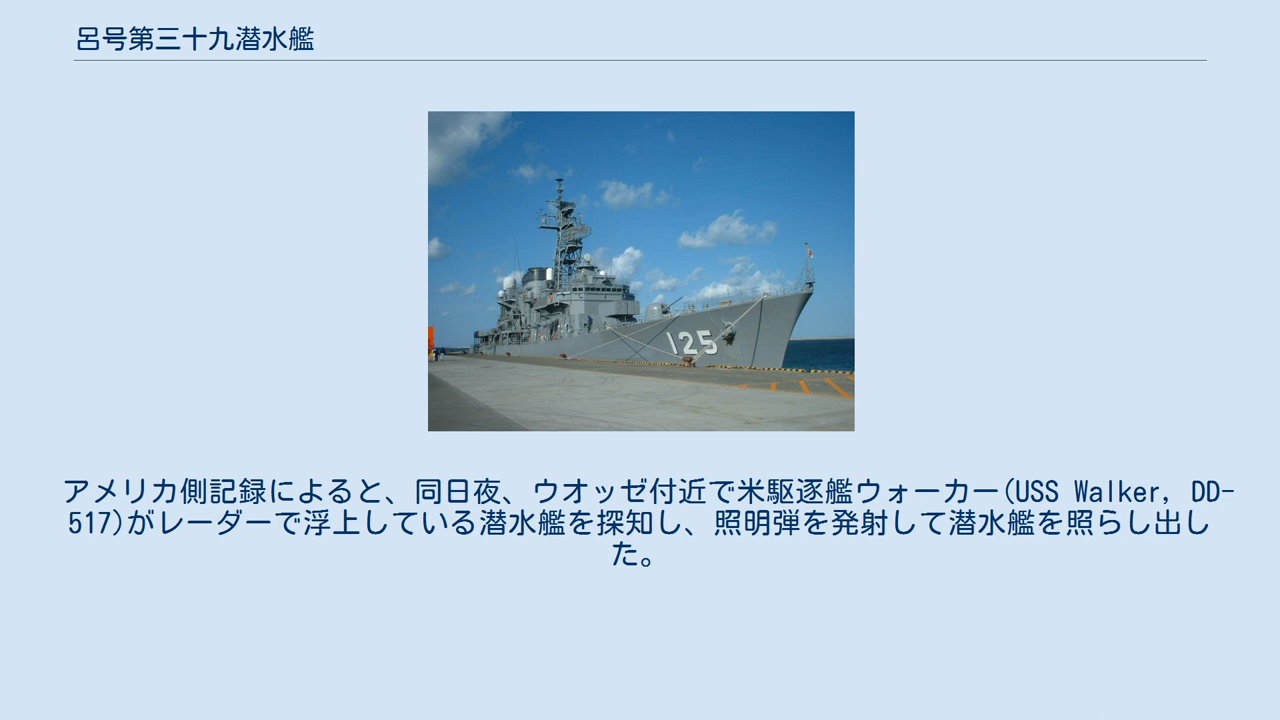 呂号第三十九潜水艦
125
アメリカ側記録によると、同日夜、ウオッゼ付近で米駆逐艦ウォーカー(USS Walker, DD-
517)がレーダーで浮上している潜水艦を探知し、照明弾を発射して潜水艦を照らし出し
た。